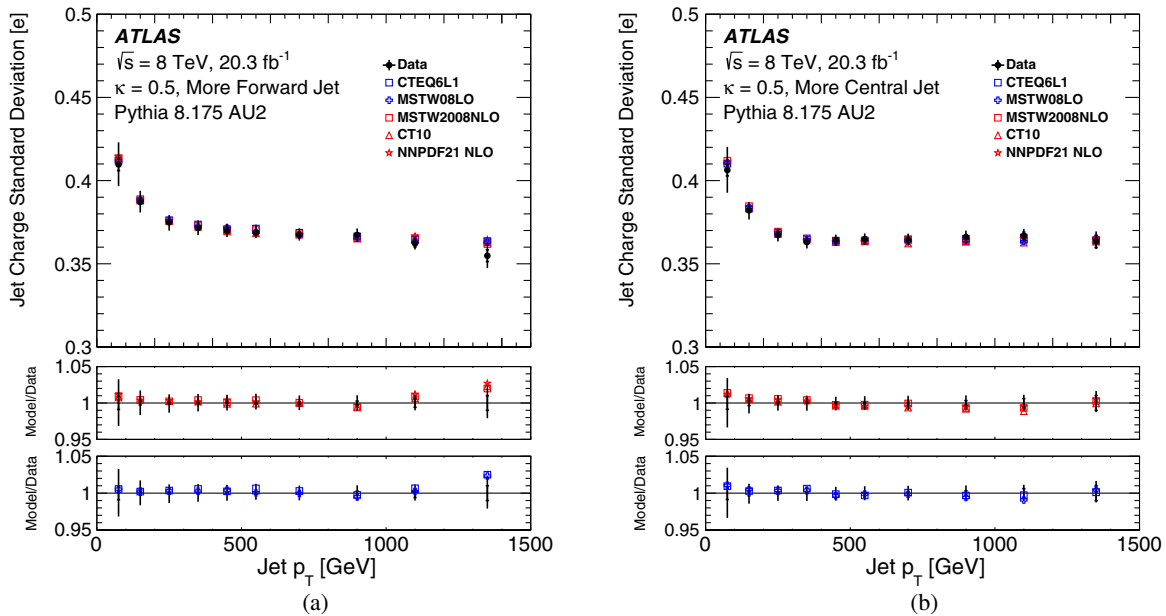 Jet Charge Standard Deviation [e]
0.5
0.45
0.4
0.35
0.3
ATLAS
√s = 8 TeV, 20.3 fb⁻¹
κ = 0.5, More Forward Jet
Pythia 8.175 AU2
Data
CTEQ6L1
MSTW08LO
MSTW2008NLO
CT10
NNPDF21 NLO
Model/Data
1.05
1
0.95
Model/Data
1.05
1
0.95
0 500 1000 1500
Jet p_T [GeV]
(a)
Jet Charge Standard Deviation [e]
0.5
0.45
0.4
0.35
0.3
ATLAS
√s = 8 TeV, 20.3 fb⁻¹
κ = 0.5, More Central Jet
Pythia 8.175 AU2
Data
CTEQ6L1
MSTW08LO
MSTW2008NLO
CT10
NNPDF21 NLO
Model/Data
1.05
1
0.95
Model/Data
1.05
1
0.95
0 500 1000 1500
Jet p_T [GeV]
(b)